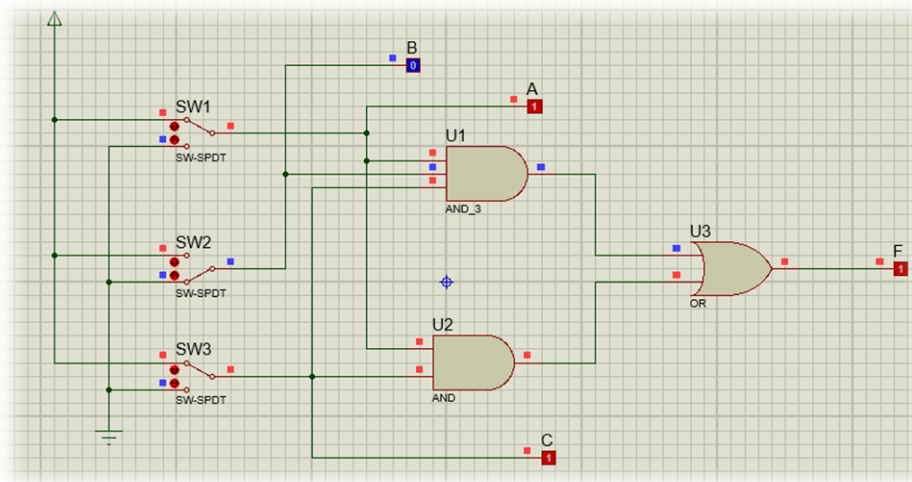 B
0
A
SW1
1
U1
SW-SPDT
AND_3
SW2
U3
F
1
SW-SPDT
OR
U2
SW3
SW-SPDT
AND
C
1